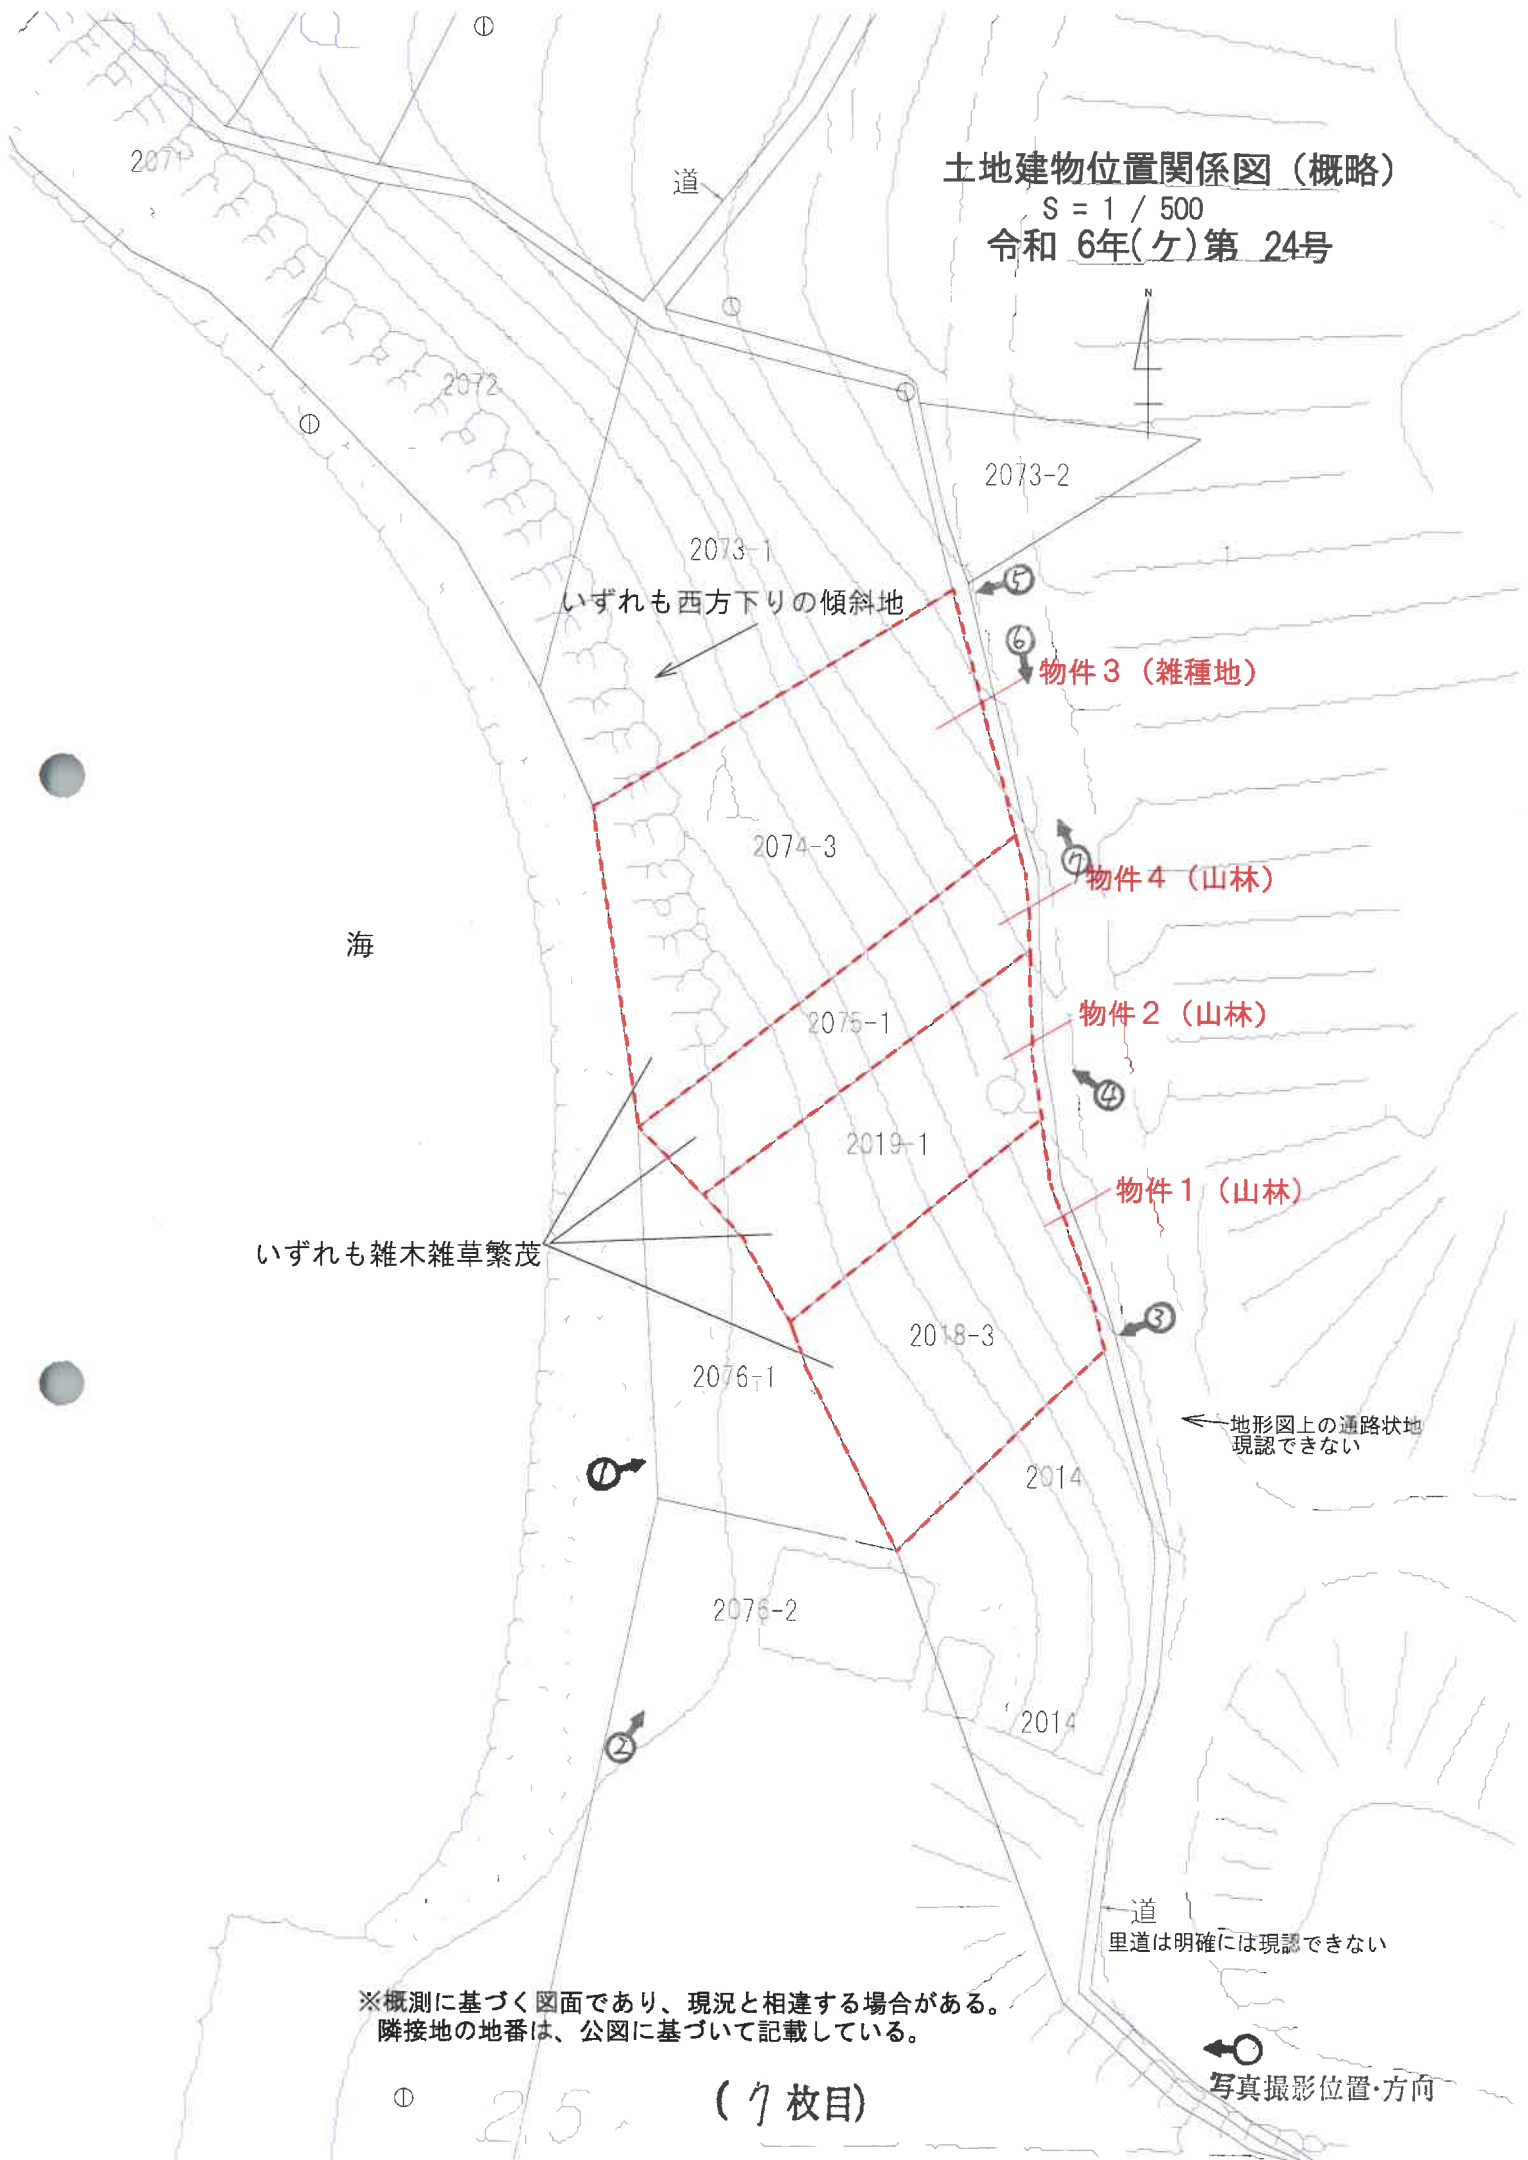 土地建物位置関係図（概略）
S = 1 / 500
令和 6年(ケ)第 24号
N
道
2071
2072
2073-2
2073-1
⑤
いずれも西方下りの傾斜地
⑥
物件３（雑種地）
2074-3
⑦
物件４（山林）
海
2075-1
物件２（山林）
④
2019-1
物件１（山林）
いずれも雑木雑草繁茂
③
2018-3
2076-1
地形図上の通路状地
現認できない
①
2014
2076-2
2014
②
道
里道は明確には現認できない
※概測に基づく図面であり、現況と相違する場合がある。
隣接地の地番は、公図に基づいて記載している。
写真撮影位置・方向
25.
(7枚目)